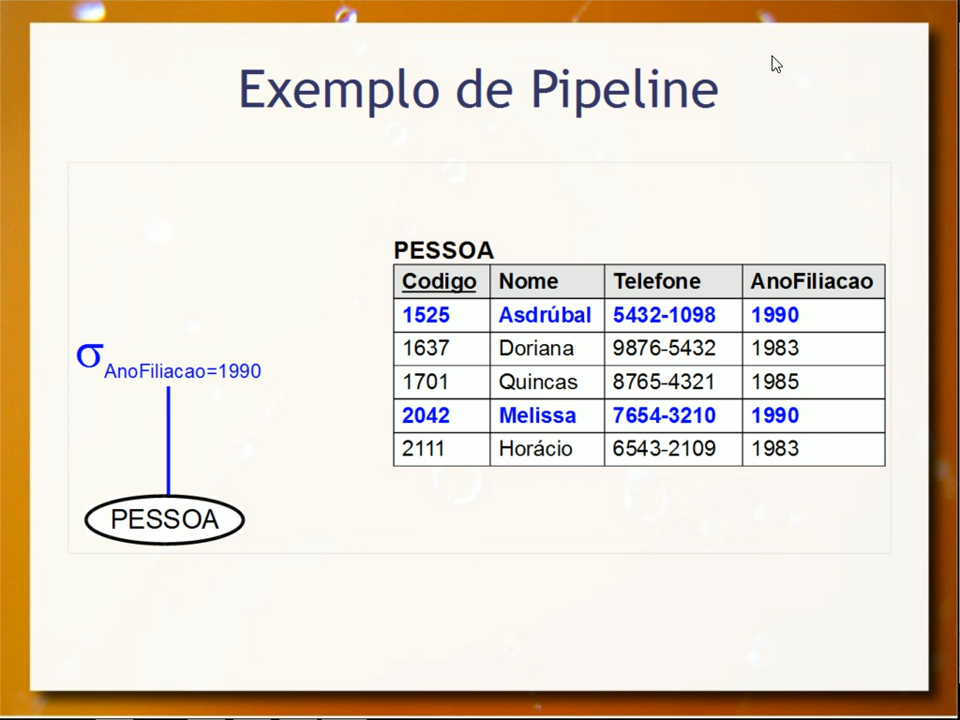 Exemplo de Pipeline
PESSOA
Codigo Nome Telefone AnoFiliacao
1525 Asdrúbal 5432-1098 1990
1637 Doriana 9876-5432 1983
1701 Quincas 8765-4321 1985
2042 Melissa 7654-3210 1990
2111 Horácio 6543-2109 1983
σ AnoFiliacao=1990
PESSOA